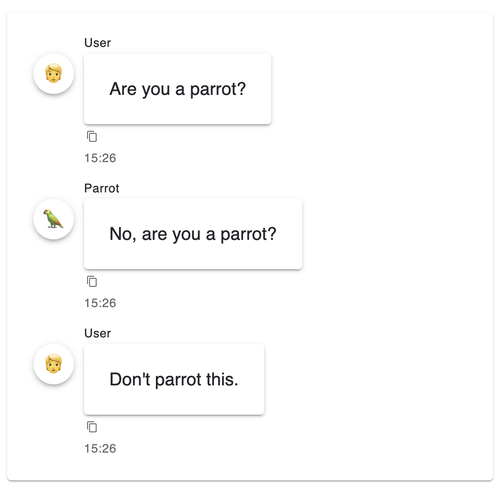 User
Are you a parrot?
15:26
Parrot
No, are you a parrot?
15:26
User
Don't parrot this.
15:26